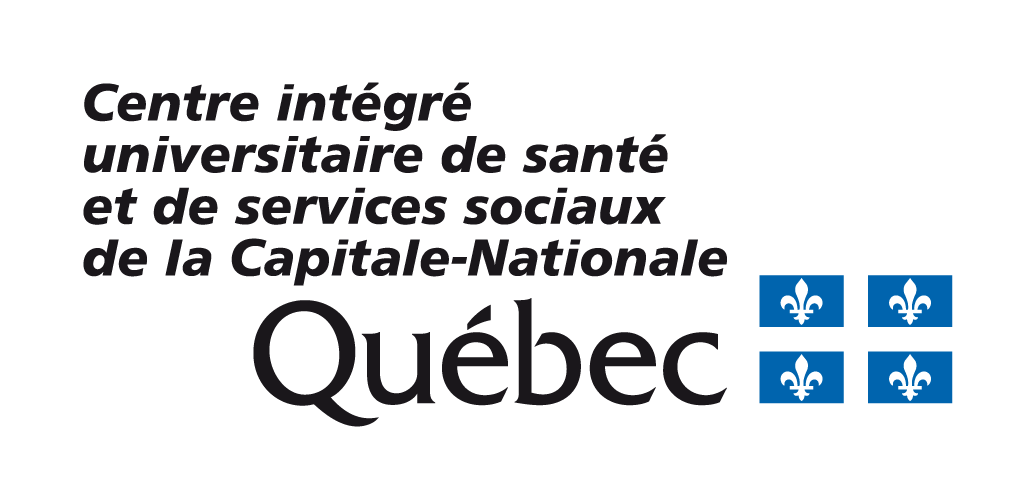 Centre intégré
universitaire de santé
et de services sociaux
de la Capitale-Nationale
Québec